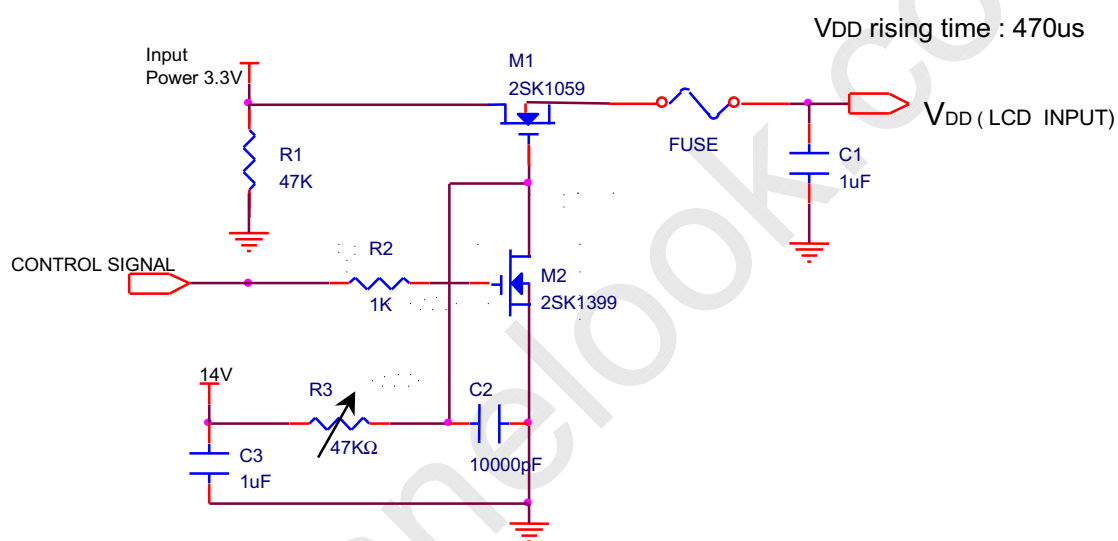 VDD rising time : 470us
Input
Power 3.3V
M1
2SK1059
R1
47K
FUSE
VDD ( LCD INPUT)
C1
1uF
CONTROL SIGNAL
R2
1K
M2
2SK1399
14V
R3
47KΩ
C2
10000pF
C3
1uF